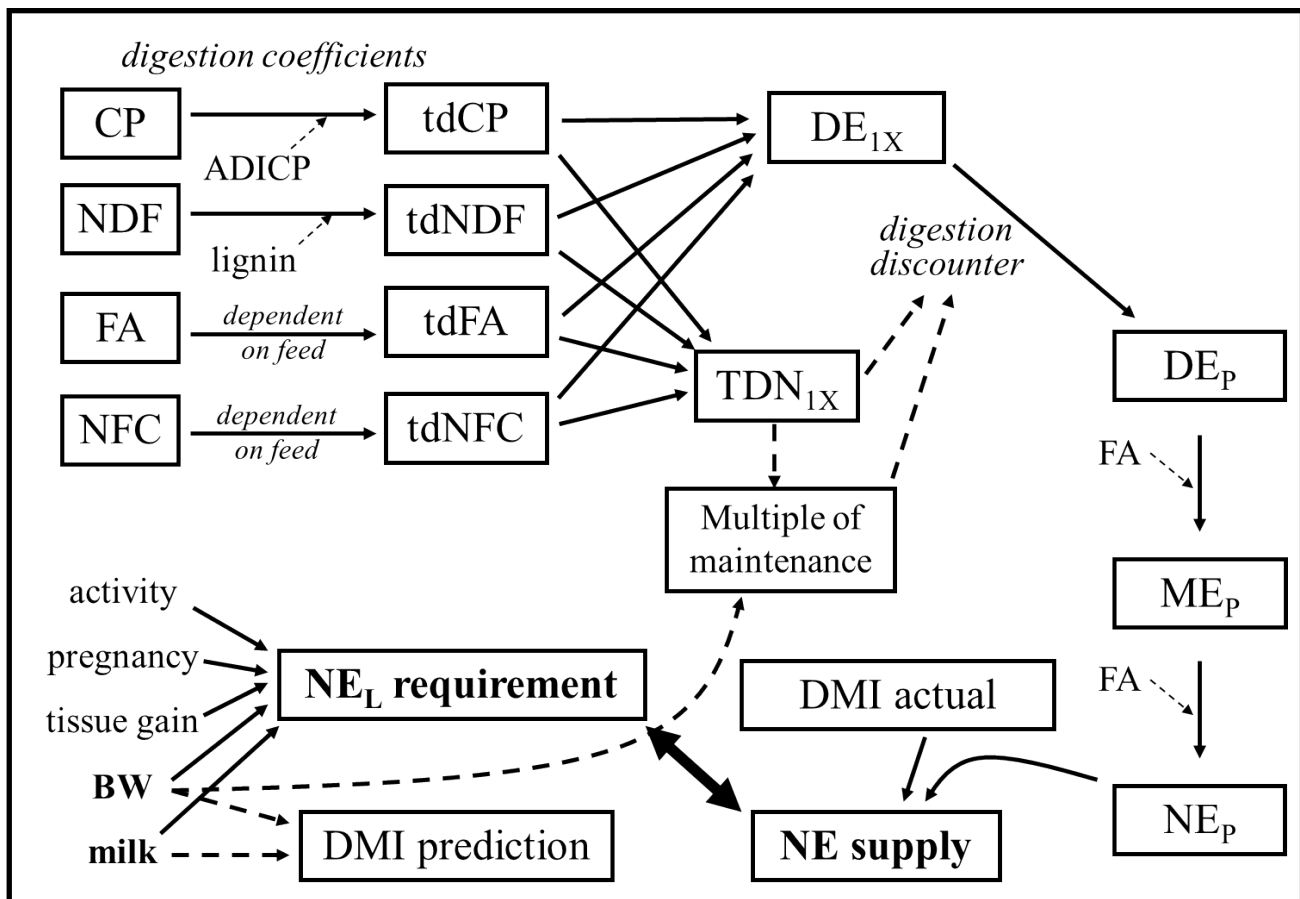 digestion coefficients
CP
ADICP
tdCP
DE1X
NDF
lignin
tdNDF
digestion
discounter
FA
dependent
on feed
tdFA
TDN1X
DEP
NFC
dependent
on feed
tdNFC
FA
Multiple of
maintenance
MEP
activity
pregnancy
tissue gain
BW
milk
NEL requirement
DMI actual
FA
DMI prediction
NE supply
NEP